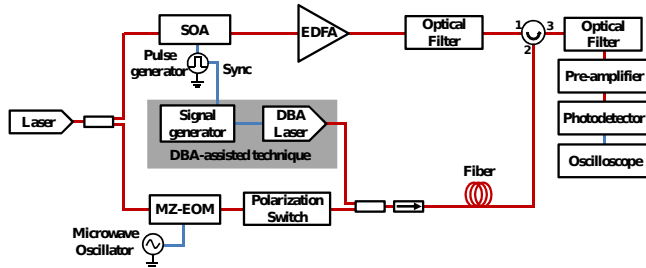 SOA
EDFA
Optical
Filter
1
3
2
Optical
Filter
Pulse
generator
Sync
Pre-amplifier
Laser
Signal
generator
DBA
Laser
DBA-assisted technique
Photodetector
Oscilloscope
Fiber
MZ-EOM
Polarization
Switch
Microwave
Oscillator